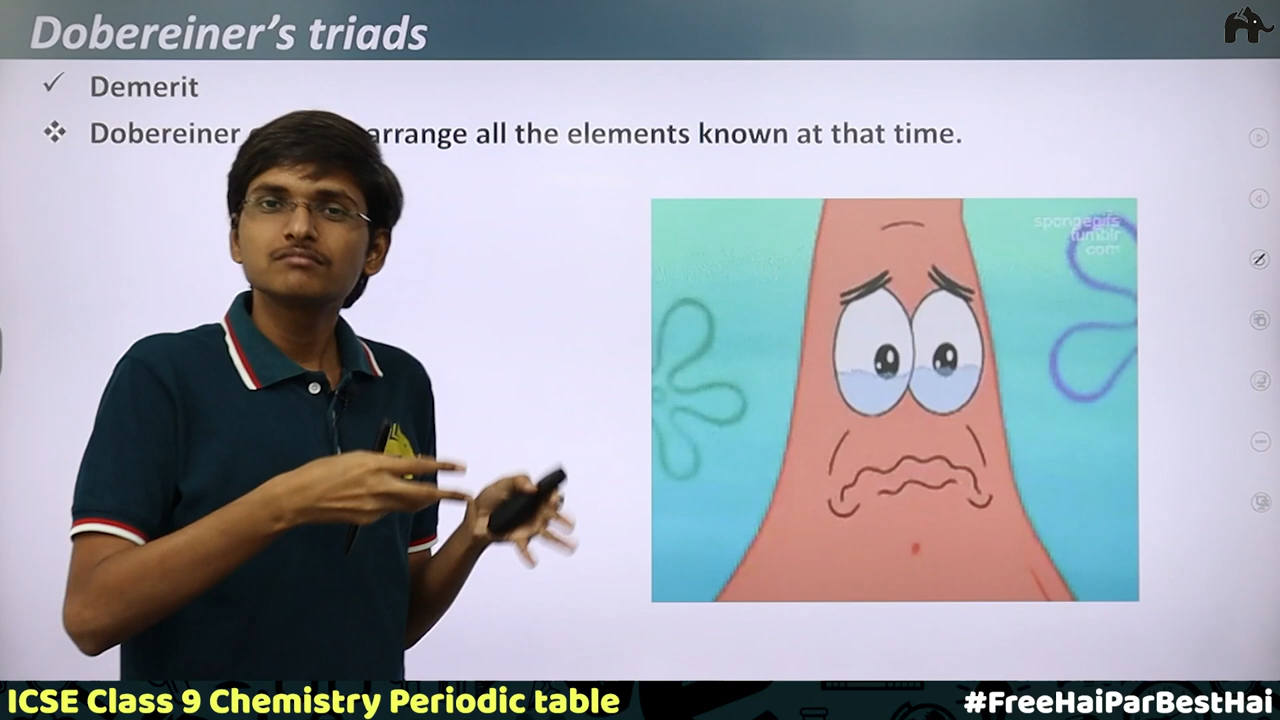 Dobereiner's triads
✓ Demerit
❖ Dobereiner arrange all the elements known at that time.
spongegifs
tumblr
com
ICSE Class 9 Chemistry Periodic table
#FreeHaiParBestHai